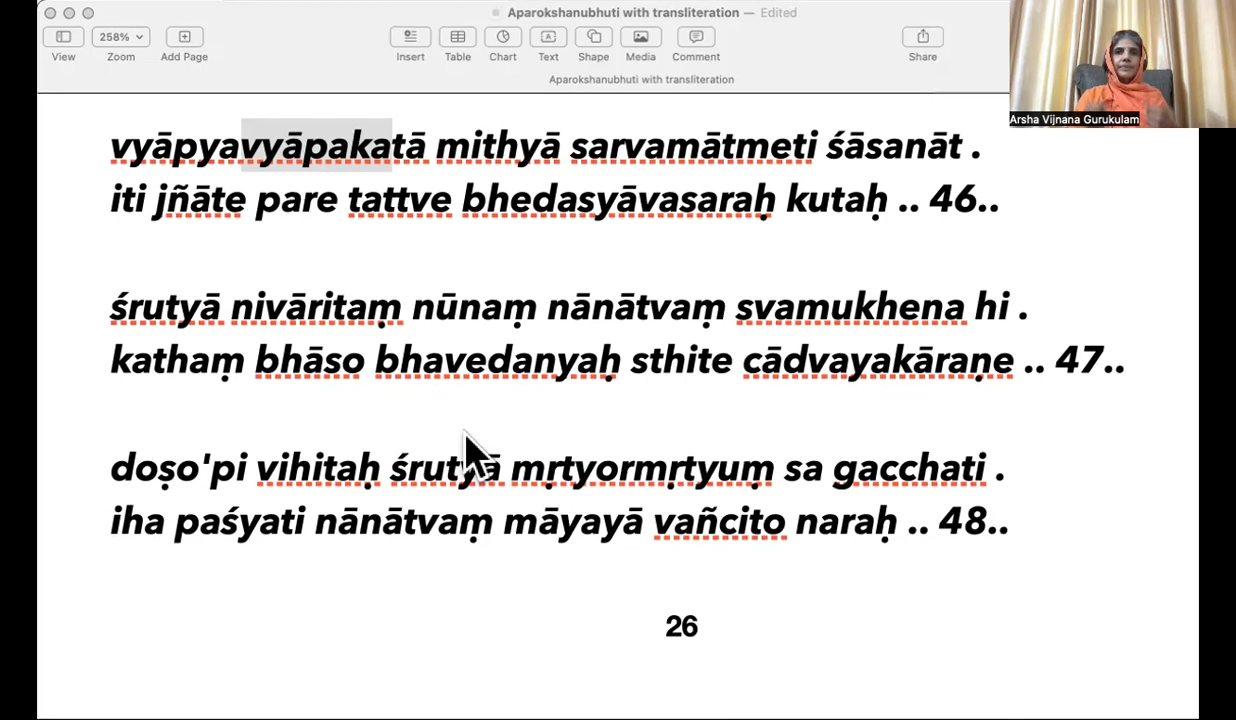 Aparokshanubhuti with transliteration — Edited
258%
View
Zoom
Add Page
Insert
Table
Chart
Text
Shape
Media
Comment
Share
Aparokshanubhuti with transliteration
Arsha Vijnana Gurukulam
vyāpyavyāpakatā mithyā sarvamātmeti śāsanāt .
iti jñāte pare tattve bhedasyāvasaraḥ kutaḥ .. 46..
śrutyā nivāritaṃ nūnaṃ nānātvaṃ svamukhena hi .
kathaṃ bhāso bhavedanyaḥ sthite cādvayakāraṇe .. 47..
doṣo'pi vihitaḥ śrutyā mṛtyormṛtyuṃ sa gacchati .
iha paśyati nānātvaṃ māyayā vañcito naraḥ .. 48..
26